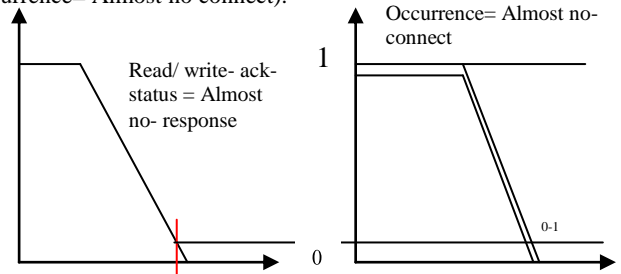 urrence= Almost no-connect).
Read/ write- ack-
status = Almost
no- response
Occurrence= Almost no-
connect
1
0-1
0